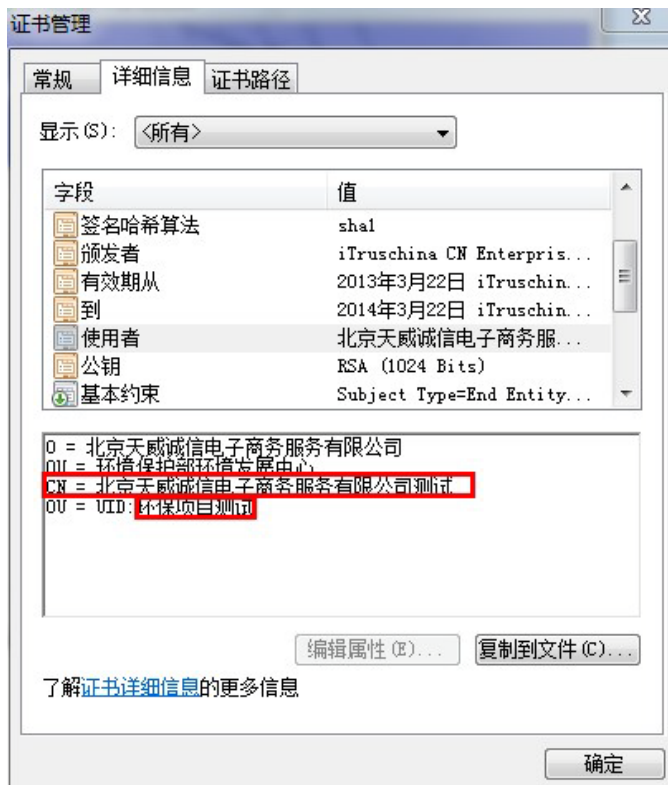 证书管理
常规 详细信息 证书路径
显示(S): <所有>
字段 值
签名哈希算法 sha1
颁发者 iTruschina CN Enterpris...
有效期从 2013年3月22日 iTruschin...
到 2014年3月22日 iTruschin...
使用者 北京天威诚信电子商务服...
公钥 RSA (1024 Bits)
基本约束 Subject Type=End Entity...
O = 北京天威诚信电子商务服务有限公司
OU = 环境保护部环境发展中心
CN = 北京天威诚信电子商务服务有限公司测试
OU = UID:环保项目测试
编辑属性(E)... 复制到文件(C)...
了解证书详细信息的更多信息
确定